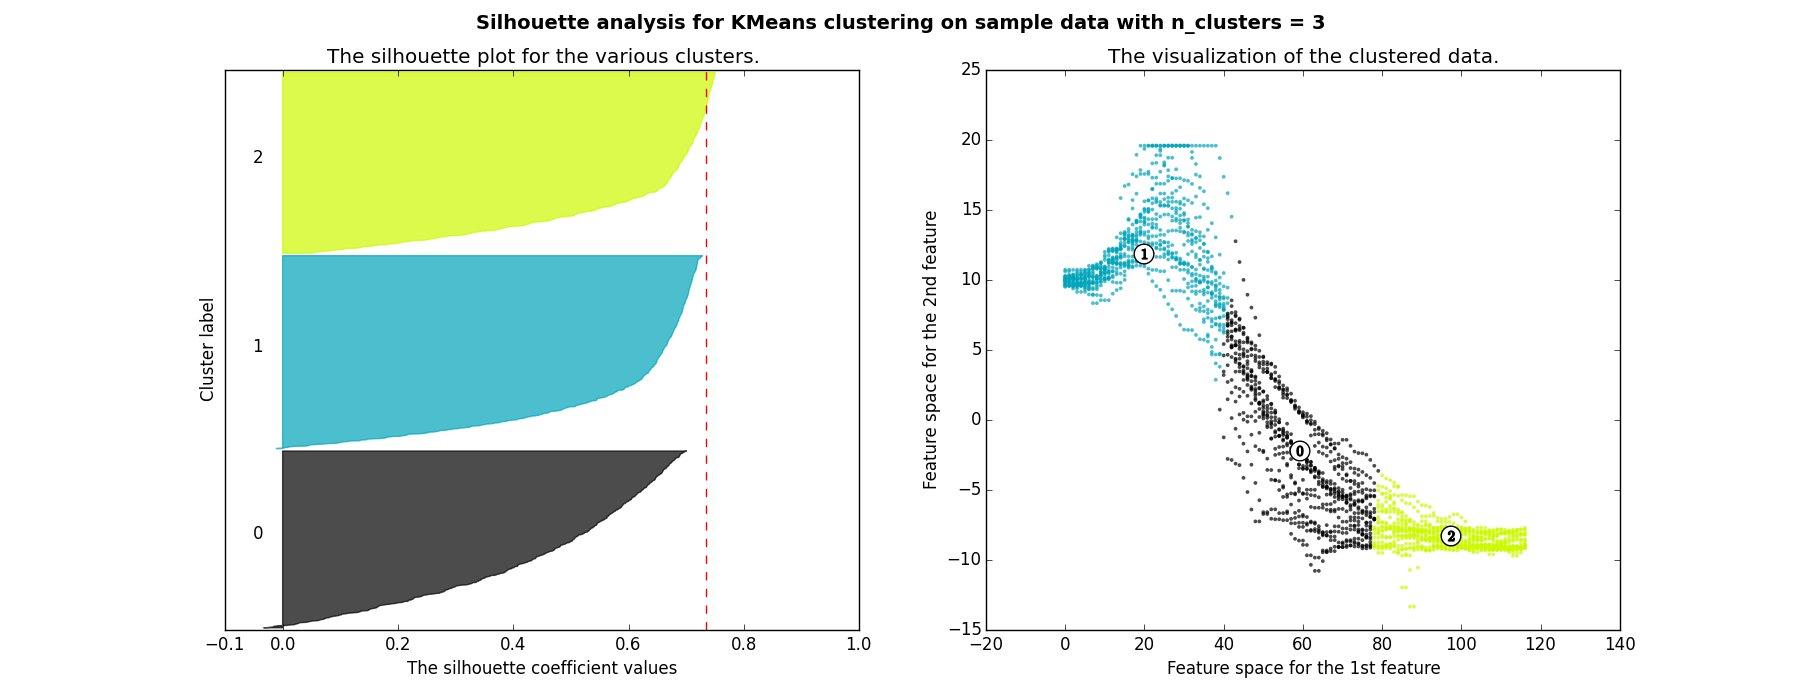 Silhouette analysis for KMeans clustering on sample data with n_clusters = 3
The silhouette plot for the various clusters.
2
1
0
Cluster label
−0.1 0.0 0.2 0.4 0.6 0.8 1.0
The silhouette coefficient values
The visualization of the clustered data.
25
20
15
10
5
0
−5
−10
−15
Feature space for the 2nd feature
1
0
2
−20 0 20 40 60 80 100 120 140
Feature space for the 1st feature